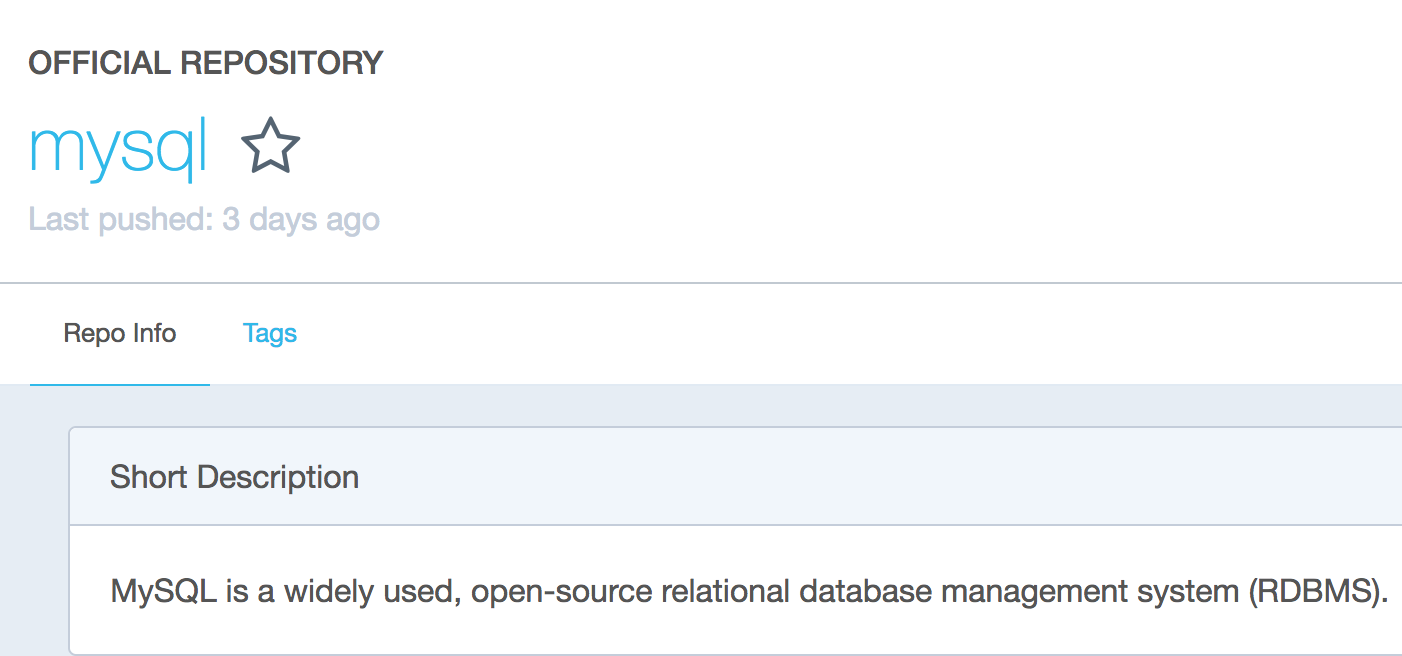 OFFICIAL REPOSITORY
mysql
Last pushed: 3 days ago
Repo Info
Tags
Short Description
MySQL is a widely used, open-source relational database management system (RDBMS).